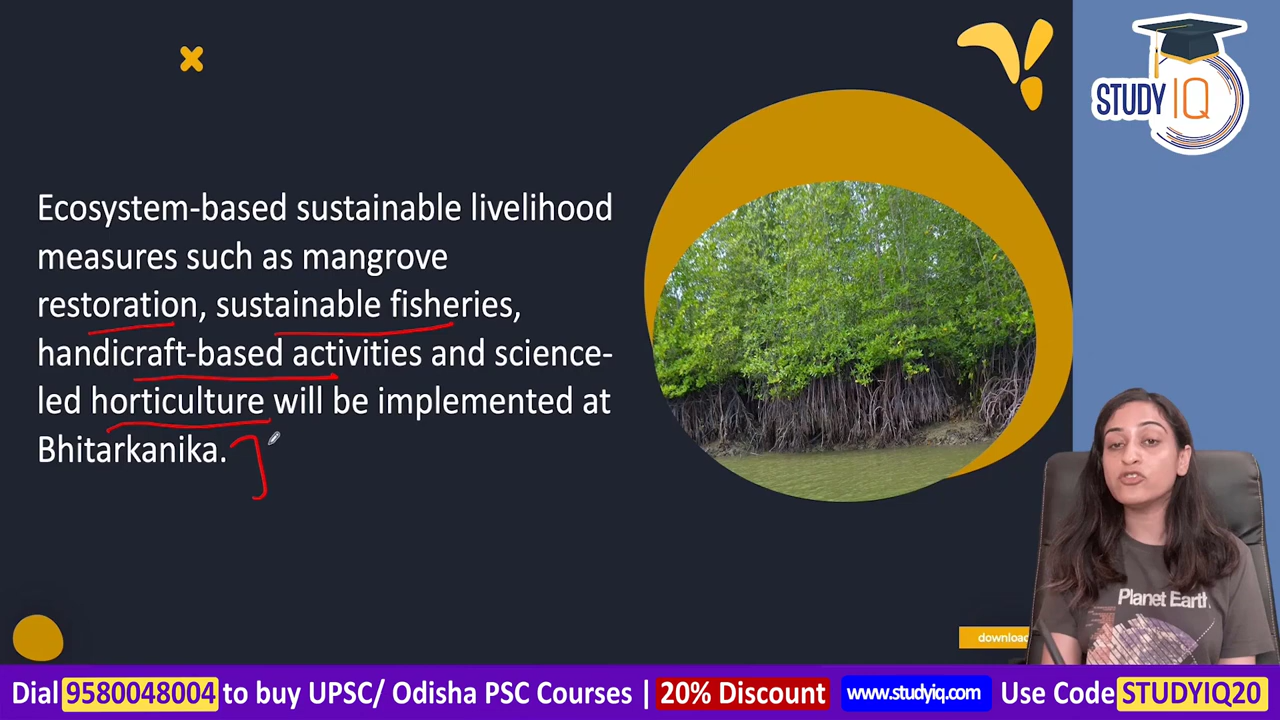 STUDY IQ
Ecosystem-based sustainable livelihood
measures such as mangrove
restoration, sustainable fisheries,
handicraft-based activities and science-
led horticulture will be implemented at
Bhitarkanika.
Planet Earth
download
Dial 9580048004 to buy UPSC/ Odisha PSC Courses | 20% Discount www.studyiq.com Use Code STUDYIQ20